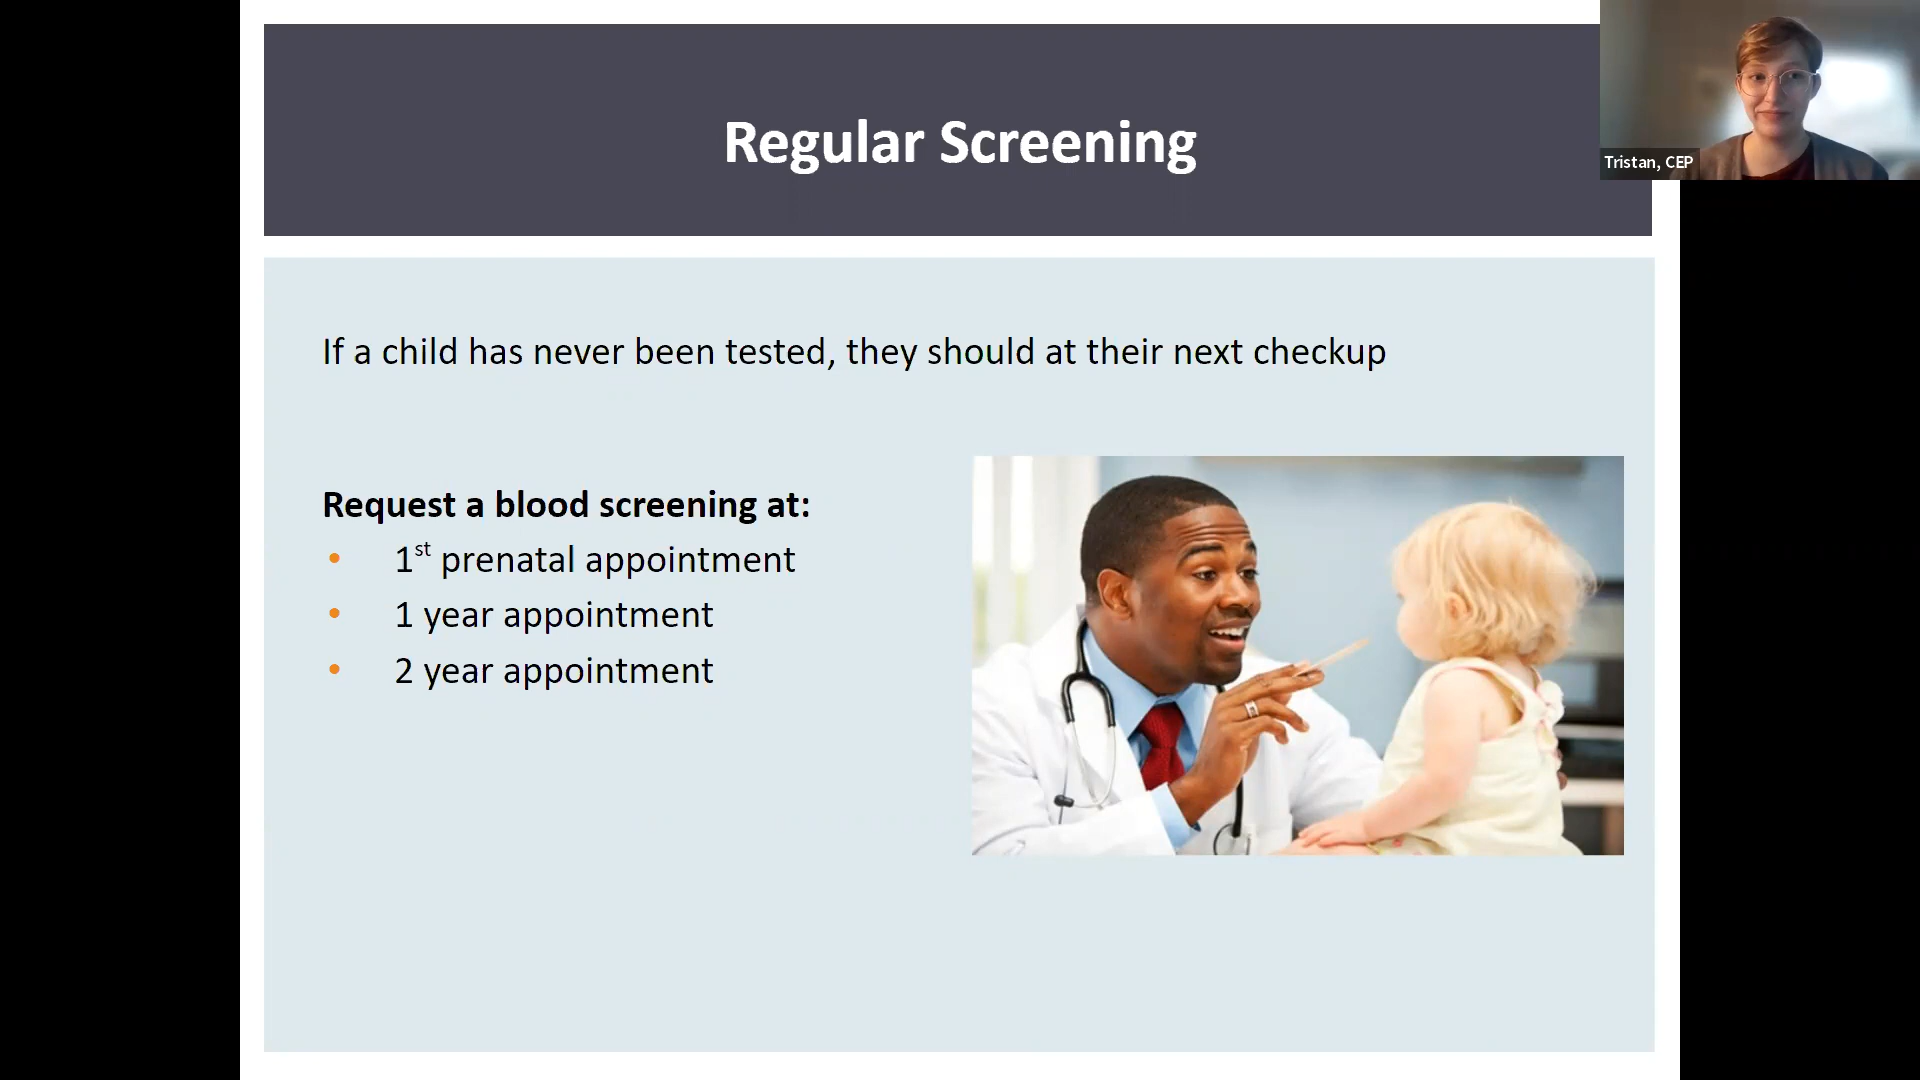 Regular Screening
Tristan, CEP
If a child has never been tested, they should at their next checkup
Request a blood screening at:
• 1st prenatal appointment
• 1 year appointment
• 2 year appointment